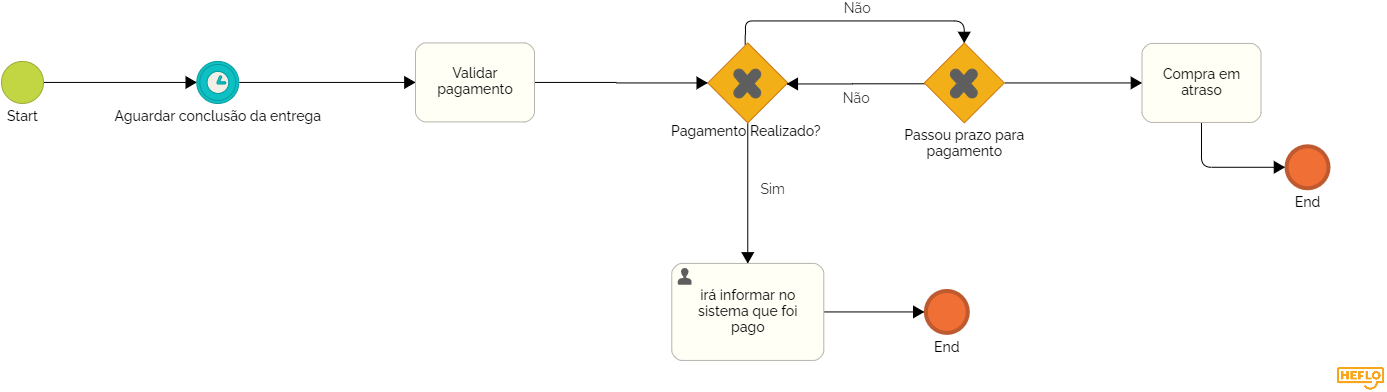 Start
Aguardar conclusão da entrega
Validar
pagamento
Pagamento Realizado?
Não
Não
Passou prazo para
pagamento
Compra em
atraso
End
Sim
irá informar no
sistema que foi
pago
End
HEFLO